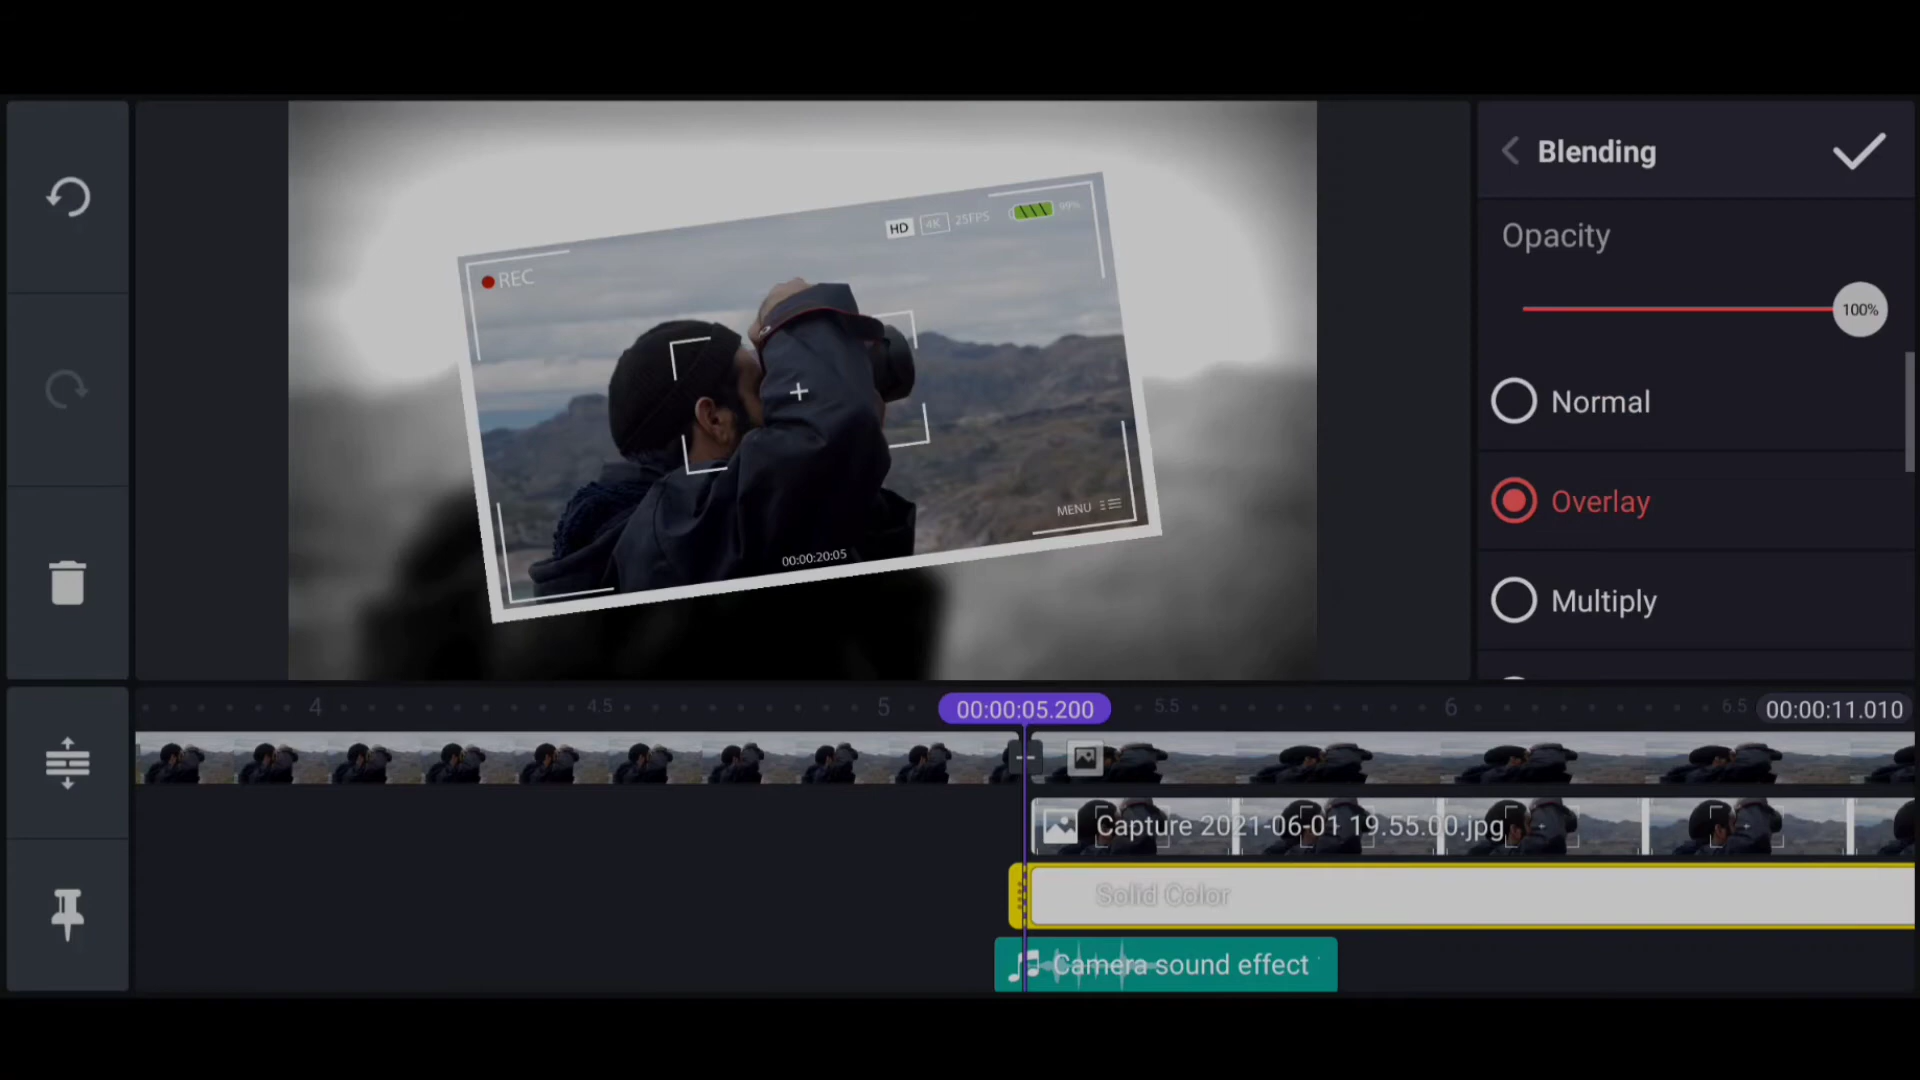 Blending
Opacity
100%
Normal
Overlay
Multiply
HD 4K 25FPS 99%
REC
MENU
00:00:20:05
4 4.5 5 00:00:05.200 5.5 6 6.5 00:00:11.010
Capture 2021-06-01 19.55.00.jpg
Solid Color
Camera sound effect